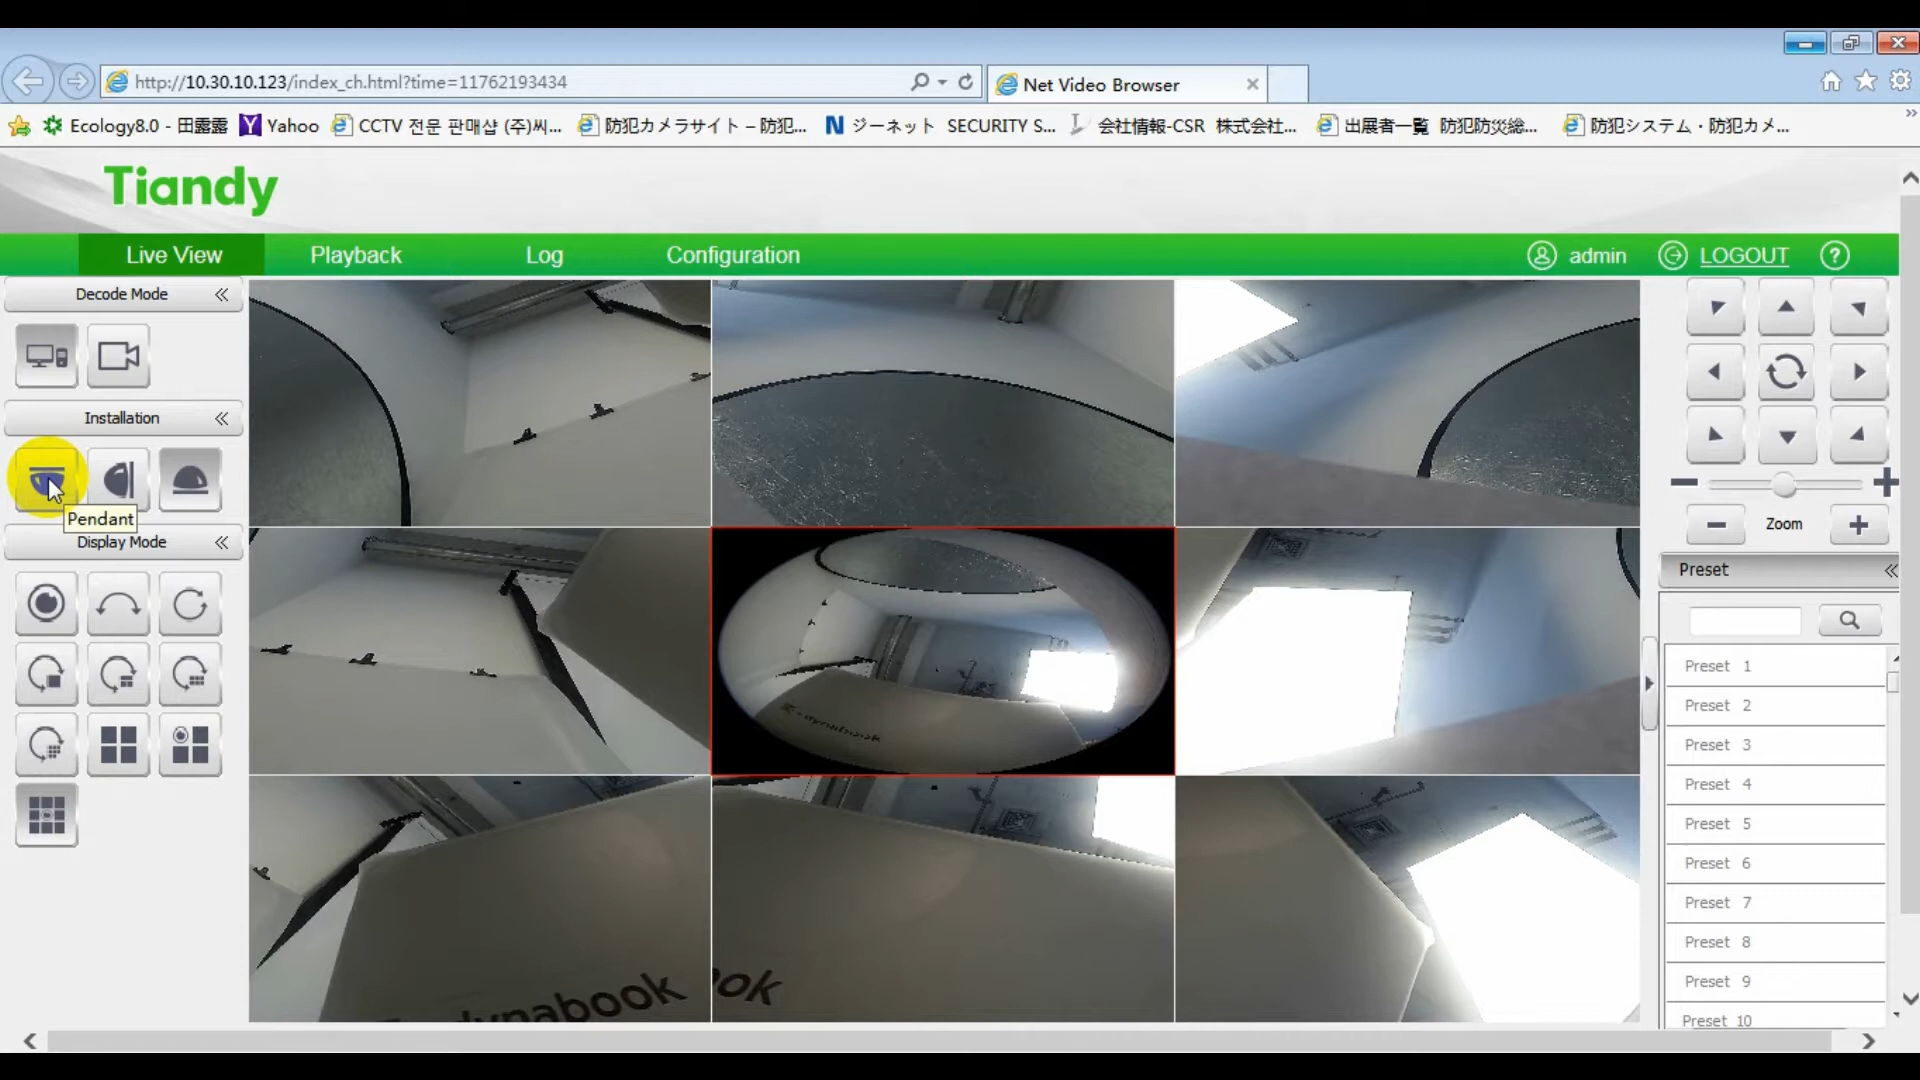 http://10.30.10.123/index_ch.html?time=11762193434
Net Video Browser
Ecology8.0 - 田露露
Yahoo
CCTV 전문 판매샵 (주)씨...
防犯カメラサイト – 防犯...
N ジーネット SECURITY S...
会社情報-CSR 株式会社...
出展者一覧 防犯防災総...
防犯システム・防犯カメ...
Tiandy
Live View
Playback
Log
Configuration
admin
LOGOUT
?
Decode Mode
Installation
Pendant
Display Mode
Zoom
Preset
Preset 1
Preset 2
Preset 3
Preset 4
Preset 5
Preset 6
Preset 7
Preset 8
Preset 9
Preset 10
dynabook
ok